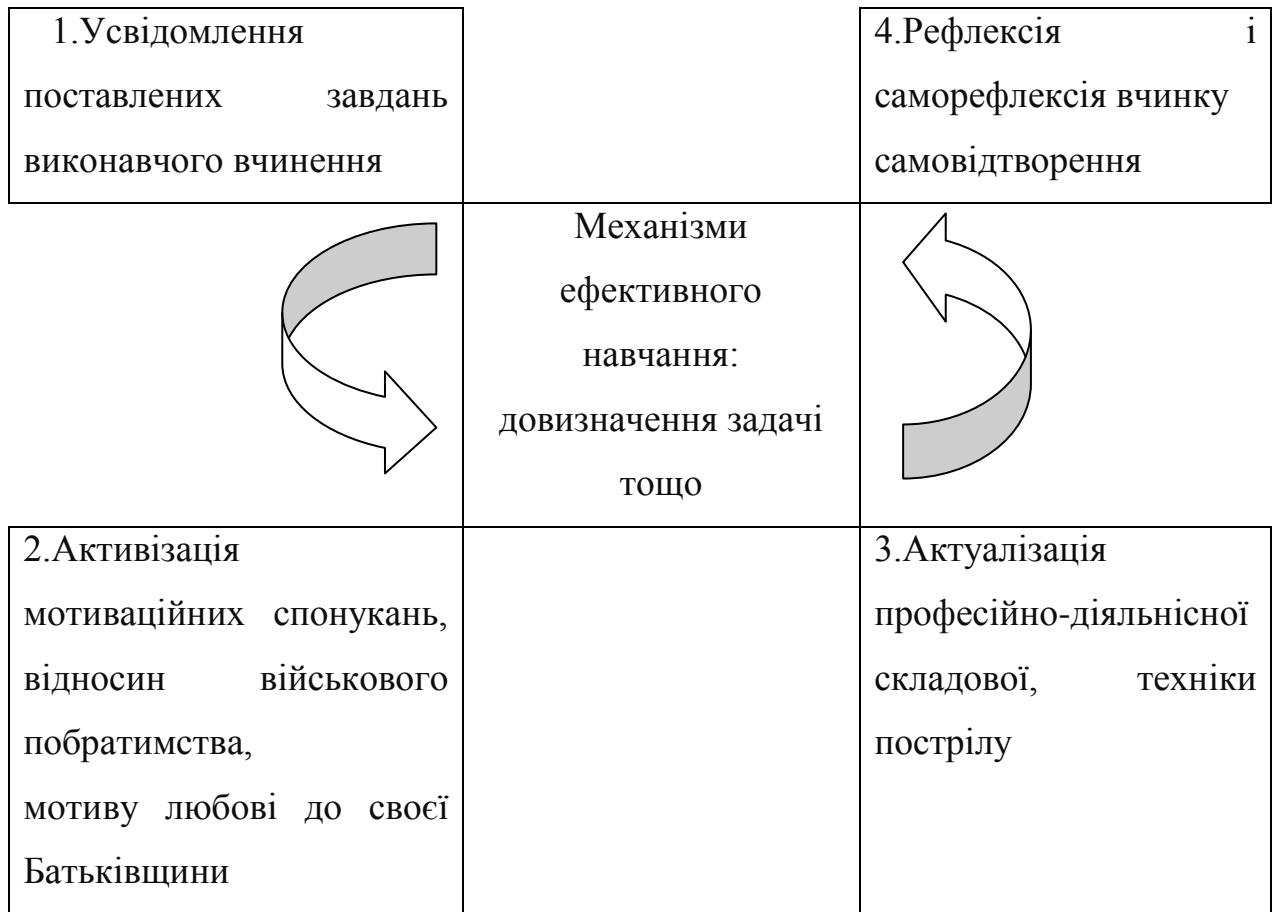 1.Усвідомлення
поставлених завдань
виконавчого вчинення
4.Рефлексія і
саморефлексія вчинку
самовідтворення
Механізми
ефективного
навчання:
довизначення задачі
тощо
2.Активізація
мотиваційних спонукань,
відносин військового
побратимства,
мотиву любові до своєї
Батьківщини
3.Актуалізація
професійно-діяльнісної
складової, техніки
пострілу